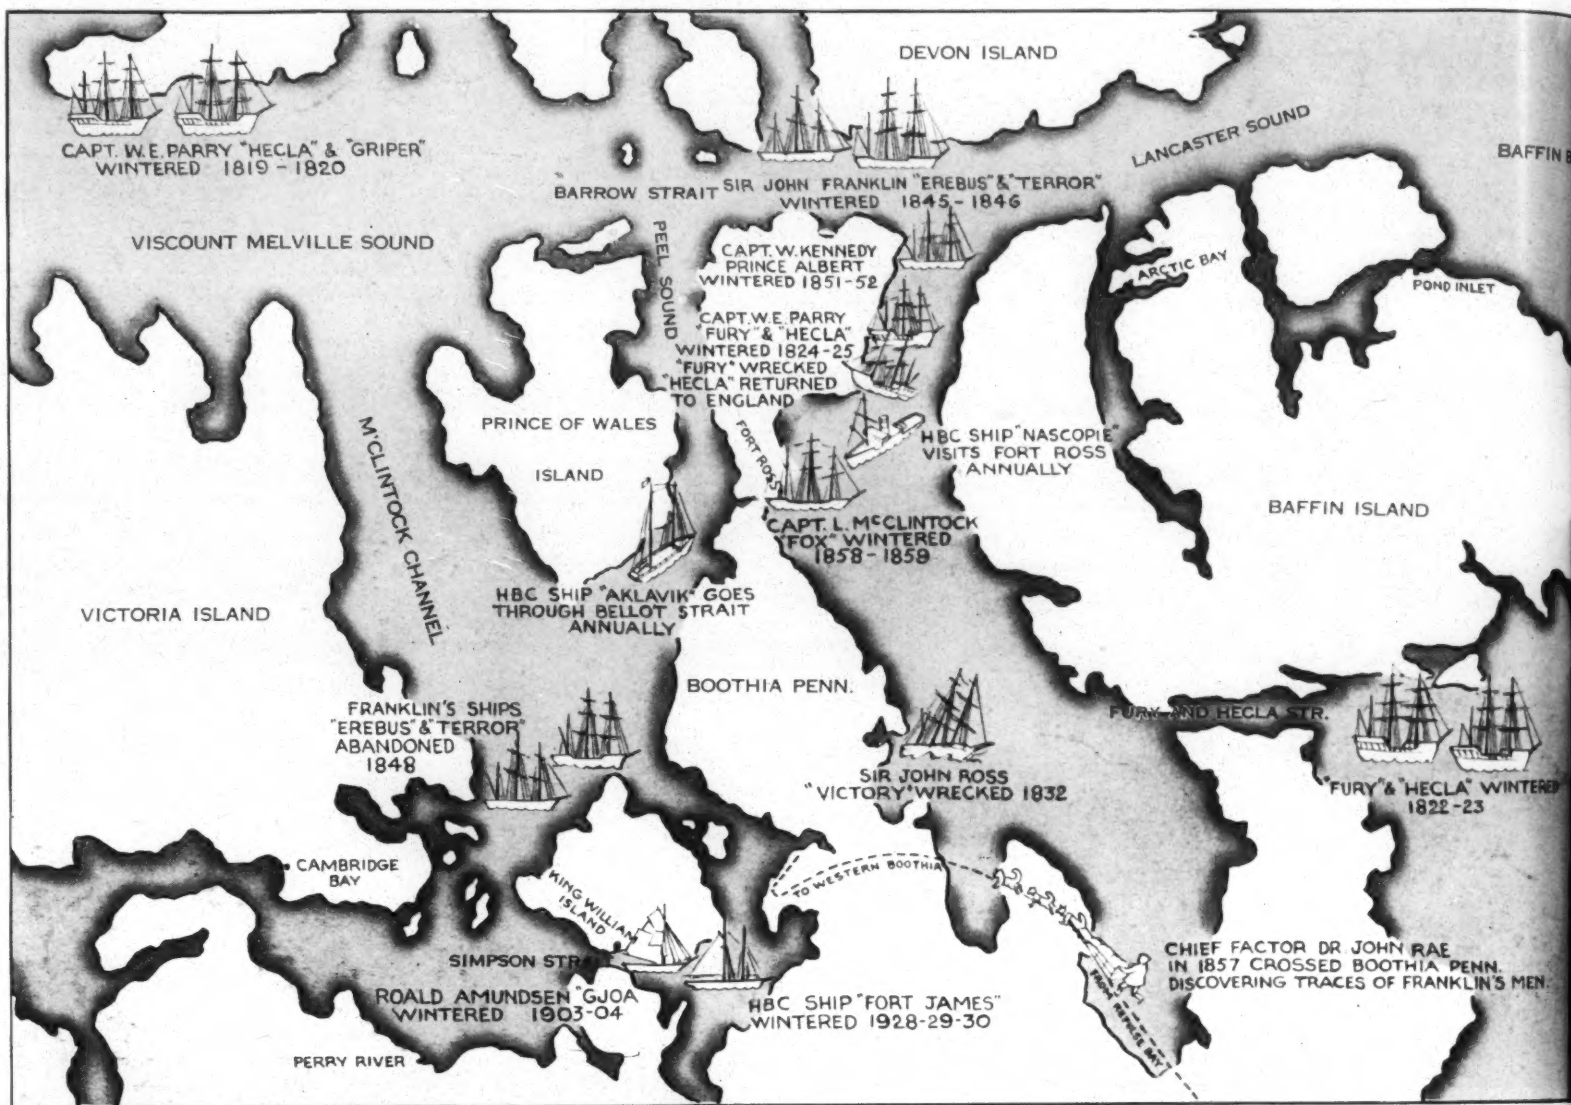 DEVON ISLAND
CAPT. W.E. PARRY "HECLA" & "GRIPER"
WINTERED 1819-1820
LANCASTER SOUND
BAFFIN B
"BARROW STRAIT
SIR JOHN FRANKLIN "EREBUS" & "TERROR"
WINTERED 1845-1846
VISCOUNT MELVILLE SOUND
PEEL SOUND
CAPT. W. KENNEDY
PRINCE ALBERT
WINTERED 1851-52
ARCTIC BAY
POND INLET
CAPT. W.E. PARRY
"FURY" & "HECLA"
WINTERED 1824-25
"FURY" WRECKED
"HECLA" RETURNED
TO ENGLAND
PRINCE OF WALES
ISLAND
FORT ROSS
HBC SHIP "NASCOPIE"
VISITS FORT ROSS
ANNUALLY
M'CLINTOCK CHANNEL
BAFFIN ISLAND
CAPT. L. McCLINTOCK
"FOX" WINTERED
1858-1859
HBC SHIP "AKLAVIK" GOES
THROUGH BELLOT STRAIT
ANNUALLY
VICTORIA ISLAND
BOOTHIA PENN.
FRANKLIN'S SHIPS
"EREBUS" & "TERROR"
ABANDONED
1848
FURY AND HECLA STR.
SIR JOHN ROSS
"VICTORY" WRECKED 1832
"FURY" & "HECLA" WINTERED
1822-23
CAMBRIDGE
BAY
TO WESTERN BOOTHIA
KING WILLIAM
ISLAND
SIMPSON STRAIT
CHIEF FACTOR DR. JOHN RAE
IN 1857 CROSSED BOOTHIA PENN.
DISCOVERING TRACES OF FRANKLIN'S MEN.
FROM REPULSE BAY
ROALD AMUNDSEN "GJOA
WINTERED 1903-04
HBC SHIP "FORT JAMES"
WINTERED 1928-29-30
PERRY RIVER